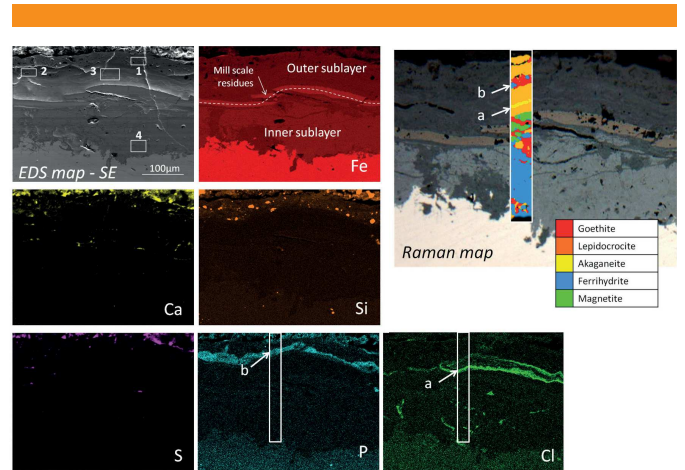 2
3
1
4
100μm
EDS map - SE
Mill scale
residues
Outer sublayer
Inner sublayer
Fe
b
a
Raman map
Goethite
Lepidocrocite
Akaganeite
Ferrihydrite
Magnetite
Ca
Si
S
b
P
a
Cl